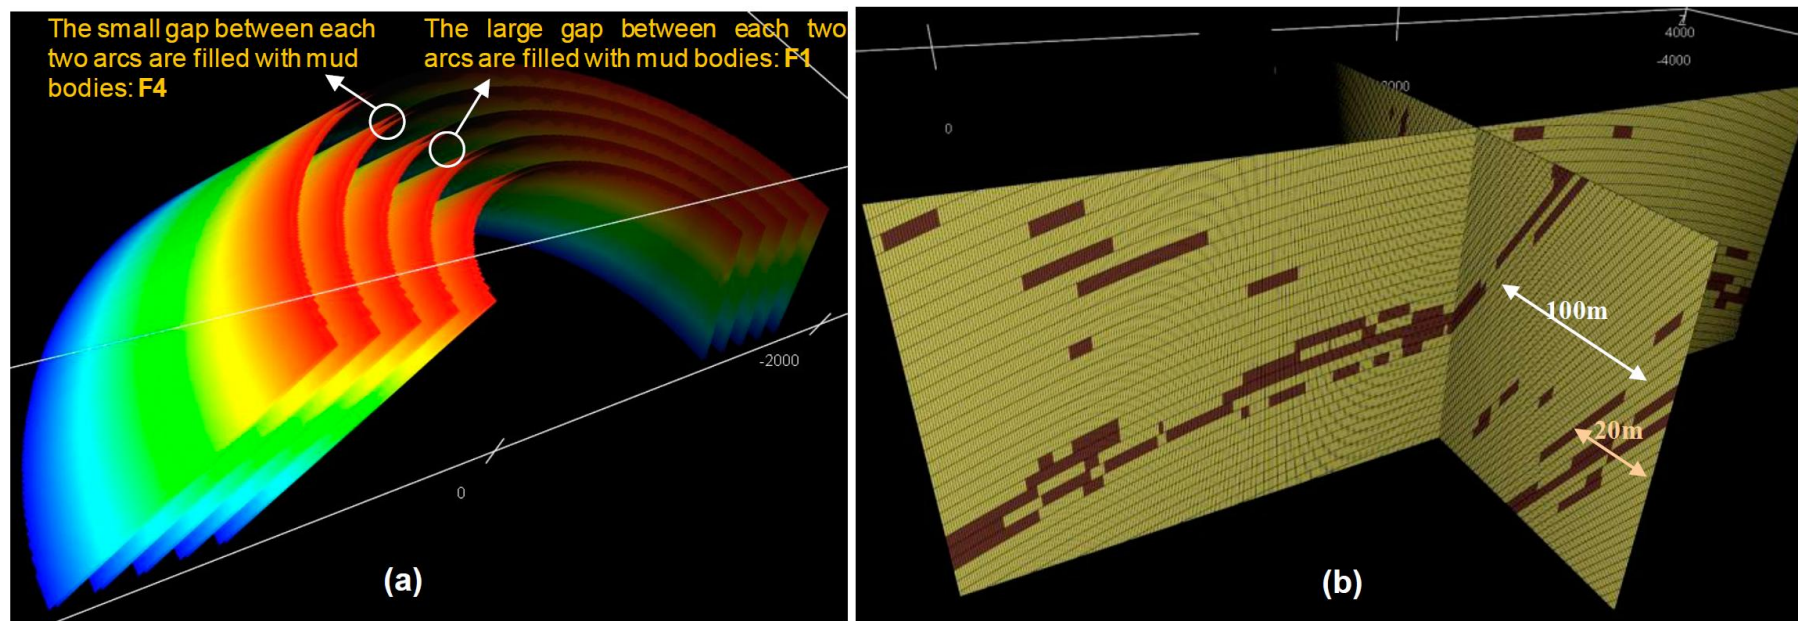 The small gap between each
two arcs are filled with mud
bodies: F4
The large gap between each two
arcs are filled with mud bodies: F1
-2000
0
(a)
Z
4000
-4000
0
100m
20m
(b)